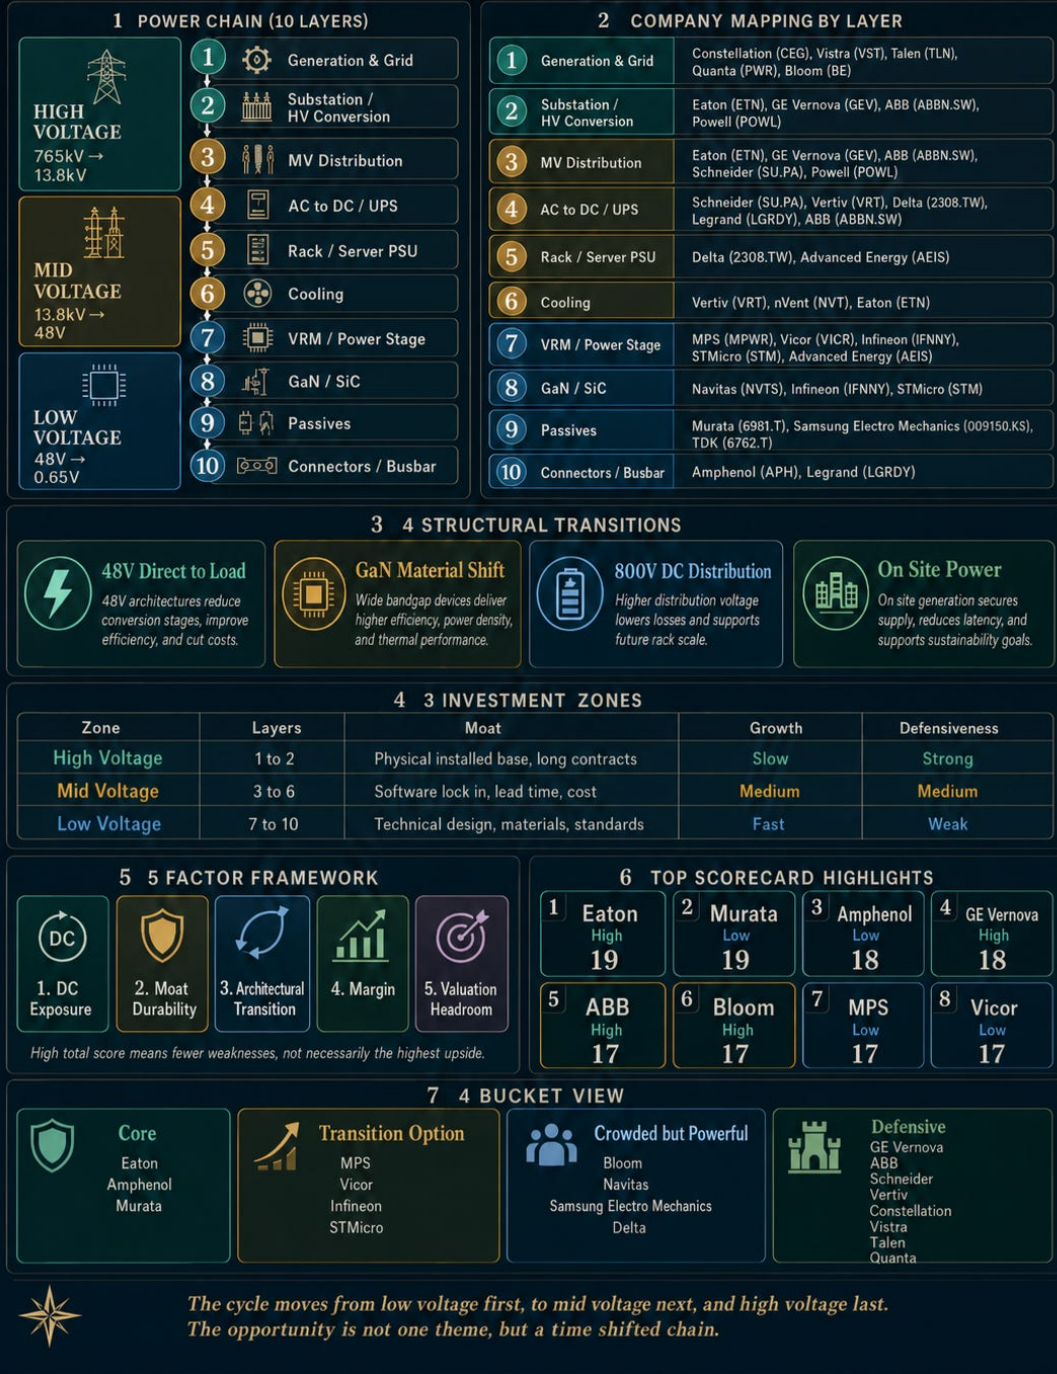 1 POWER CHAIN (10 LAYERS)
HIGH
VOLTAGE
765kV →
13.8kV
MID
VOLTAGE
13.8kV →
48V
LOW
VOLTAGE
48V →
0.65V
1 Generation & Grid
2 Substation /
HV Conversion
3 MV Distribution
4 AC to DC / UPS
5 Rack / Server PSU
6 Cooling
7 VRM / Power Stage
8 GaN / SiC
9 Passives
10 Connectors / Busbar
2 COMPANY MAPPING BY LAYER
1 Generation & Grid
Constellation (CEG), Vistra (VST), Talen (TLN),
Quanta (PWR), Bloom (BE)
2 Substation /
HV Conversion
Eaton (ETN), GE Vernova (GEV), ABB (ABBN.SW),
Powell (POWL)
3 MV Distribution
Eaton (ETN), GE Vernova (GEV), ABB (ABBN.SW),
Schneider (SU.PA), Powell (POWL)
4 AC to DC / UPS
Schneider (SU.PA), Vertiv (VRT), Delta (2308.TW),
Legrand (LGRDY), ABB (ABBN.SW)
5 Rack / Server PSU
Delta (2308.TW), Advanced Energy (AEIS)
6 Cooling
Vertiv (VRT), nVent (NVT), Eaton (ETN)
7 VRM / Power Stage
MPS (MPWR), Vicor (VICR), Infineon (IFNNY),
STMicro (STM), Advanced Energy (AEIS)
8 GaN / SiC
Navitas (NVTS), Infineon (IFNNY), STMicro (STM)
9 Passives
Murata (6981.T), Samsung Electro Mechanics (009150.KS),
TDK (6762.T)
10 Connectors / Busbar
Amphenol (APH), Legrand (LGRDY)
3 4 STRUCTURAL TRANSITIONS
48V Direct to Load
48V architectures reduce
conversion stages, improve
efficiency, and cut costs.
GaN Material Shift
Wide bandgap devices deliver
higher efficiency, power density,
and thermal performance.
800V DC Distribution
Higher distribution voltage
lowers losses and supports
future rack scale.
On Site Power
On site generation secures
supply, reduces latency, and
supports sustainability goals.
4 3 INVESTMENT ZONES
Zone Layers Moat Growth Defensiveness
High Voltage 1 to 2 Physical installed base, long contracts Slow Strong
Mid Voltage 3 to 6 Software lock in, lead time, cost Medium Medium
Low Voltage 7 to 10 Technical design, materials, standards Fast Weak
5 5 FACTOR FRAMEWORK
DC
1. DC
Exposure
2. Moat
Durability
3. Architectural
Transition
4. Margin
5. Valuation
Headroom
High total score means fewer weaknesses, not necessarily the highest upside.
6 TOP SCORECARD HIGHLIGHTS
1 Eaton
High
19
2 Murata
Low
19
3 Amphenol
Low
18
4 GE Vernova
High
18
5 ABB
High
17
6 Bloom
High
17
7 MPS
Low
17
8 Vicor
Low
17
7 4 BUCKET VIEW
Core
Eaton
Amphenol
Murata
Transition Option
MPS
Vicor
Infineon
STMicro
Crowded but Powerful
Bloom
Navitas
Samsung Electro Mechanics
Delta
Defensive
GE Vernova
ABB
Schneider
Vertiv
Constellation
Vistra
Talen
Quanta
The cycle moves from low voltage first, to mid voltage next, and high voltage last.
The opportunity is not one theme, but a time shifted chain.